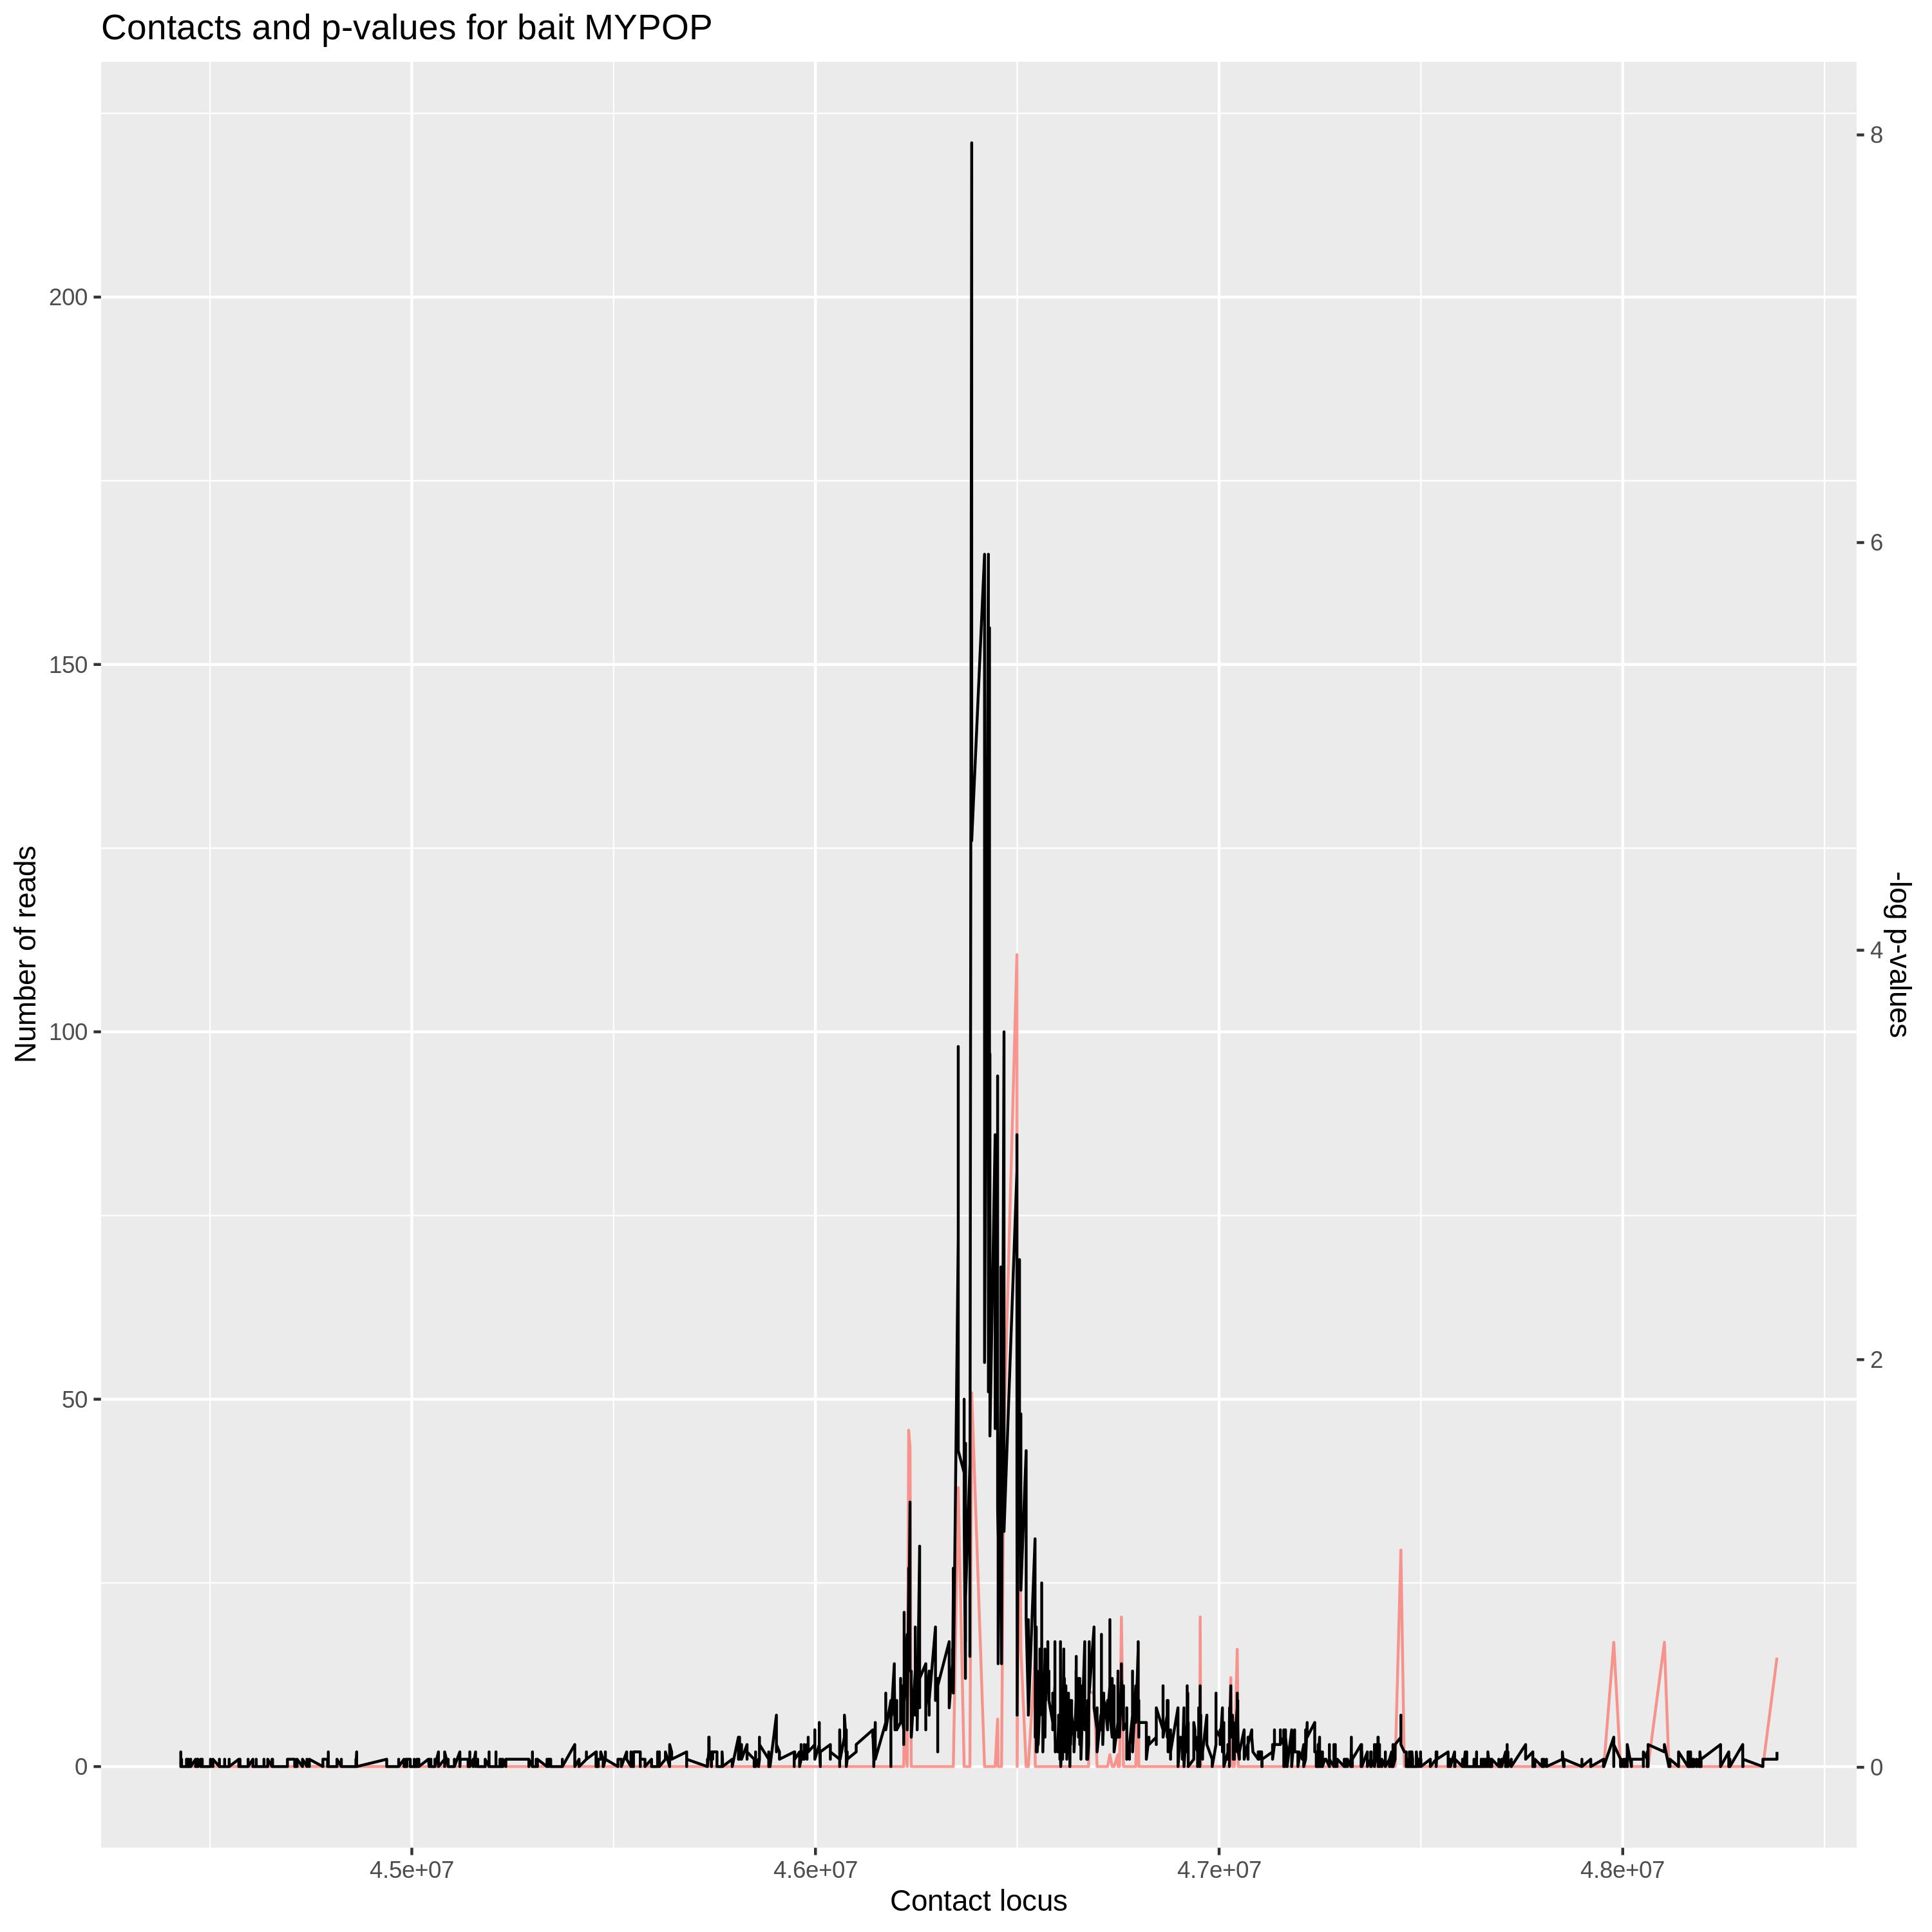 Contacts and p-values for bait MYPOP
200
150
100
50
0
Number of reads
8
6
4
2
0
-log p-values
4.5e+07 4.6e+07 4.7e+07 4.8e+07
Contact locus